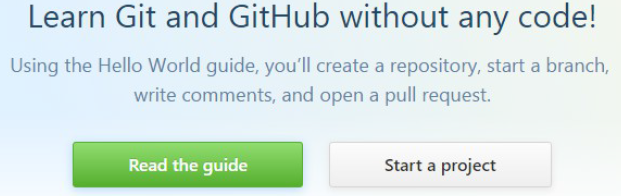 Learn Git and GitHub without any code!
Using the Hello World guide, you’ll create a repository, start a branch,
write comments, and open a pull request.
Read the guide
Start a project